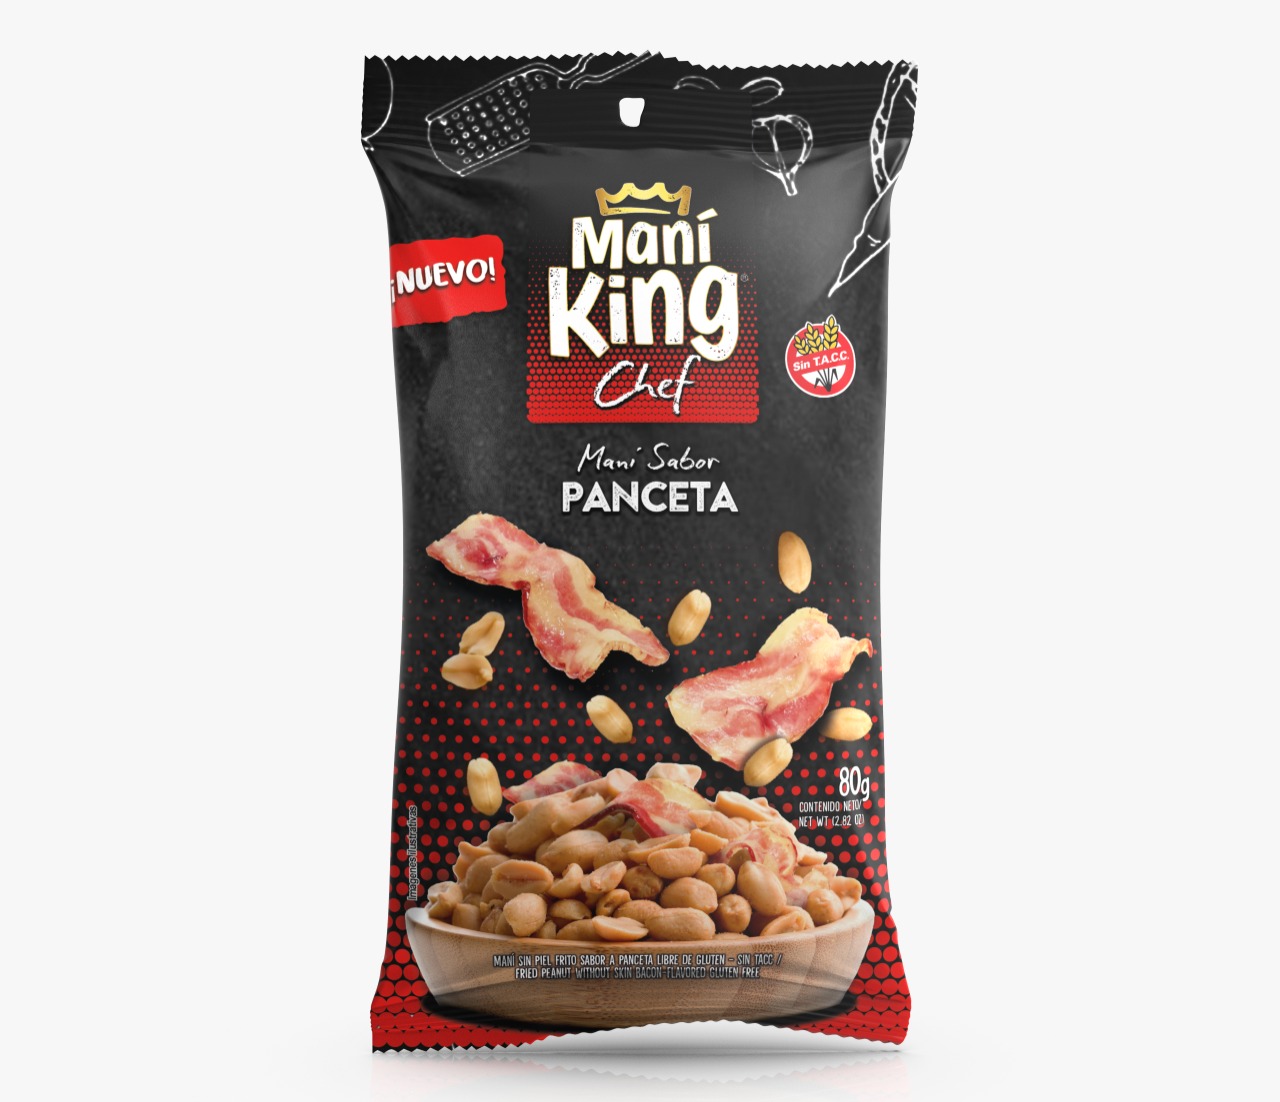 Maní
King
®
Chef
¡NUEVO!
Sin T.A.C.C.
Maní Sabor
PANCETA
80g
CONTENIDO NETO/
NET WT (2.82 OZ)
Imágenes ilustrativas
MANÍ SIN PIEL FRITO SABOR A PANCETA LIBRE DE GLUTEN - SIN TACC /
FRIED PEANUT WITHOUT SKIN BACON-FLAVORED GLUTEN FREE